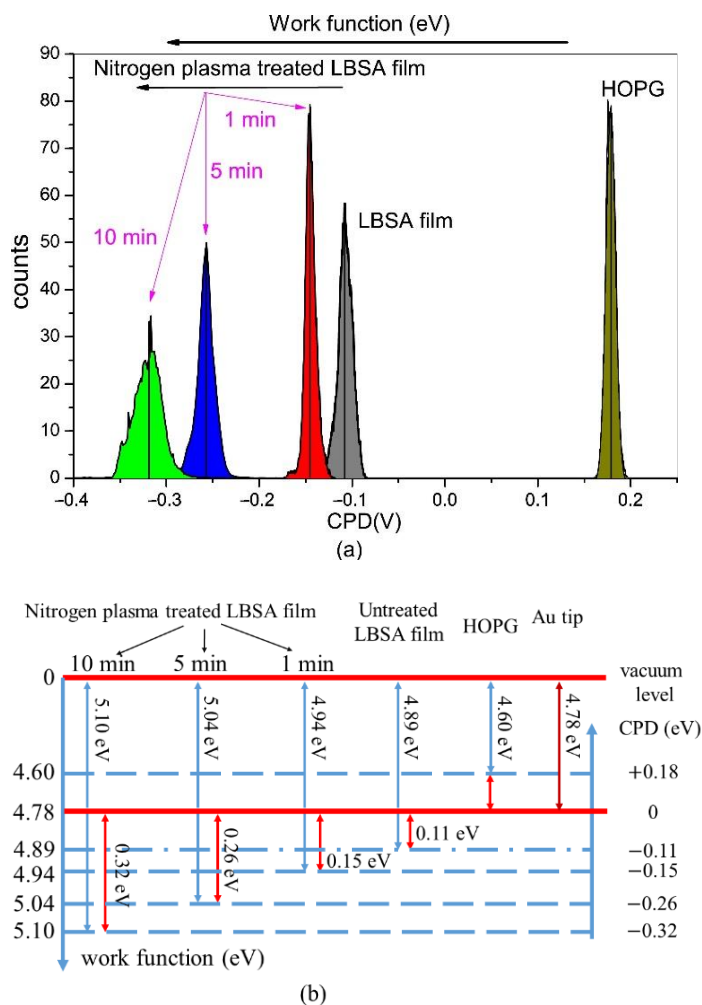 Work function (eV)
Nitrogen plasma treated LBSA film
HOPG
1 min
5 min
LBSA film
10 min
counts
90
80
70
60
50
40
30
20
10
0
−0.4 −0.3 −0.2 −0.1 0.0 0.1 0.2
CPD(V)
(a)
Nitrogen plasma treated LBSA film
Untreated
LBSA film
HOPG
Au tip
10 min 5 min 1 min
0
vacuum
level
CPD (eV)
5.10 eV
5.04 eV
4.94 eV
4.89 eV
4.60 eV
4.78 eV
4.60 +0.18
4.78 0
0.32 eV
0.26 eV
0.15 eV
0.11 eV
4.89 −0.11
4.94 −0.15
5.04 −0.26
5.10 −0.32
work function (eV)
(b)